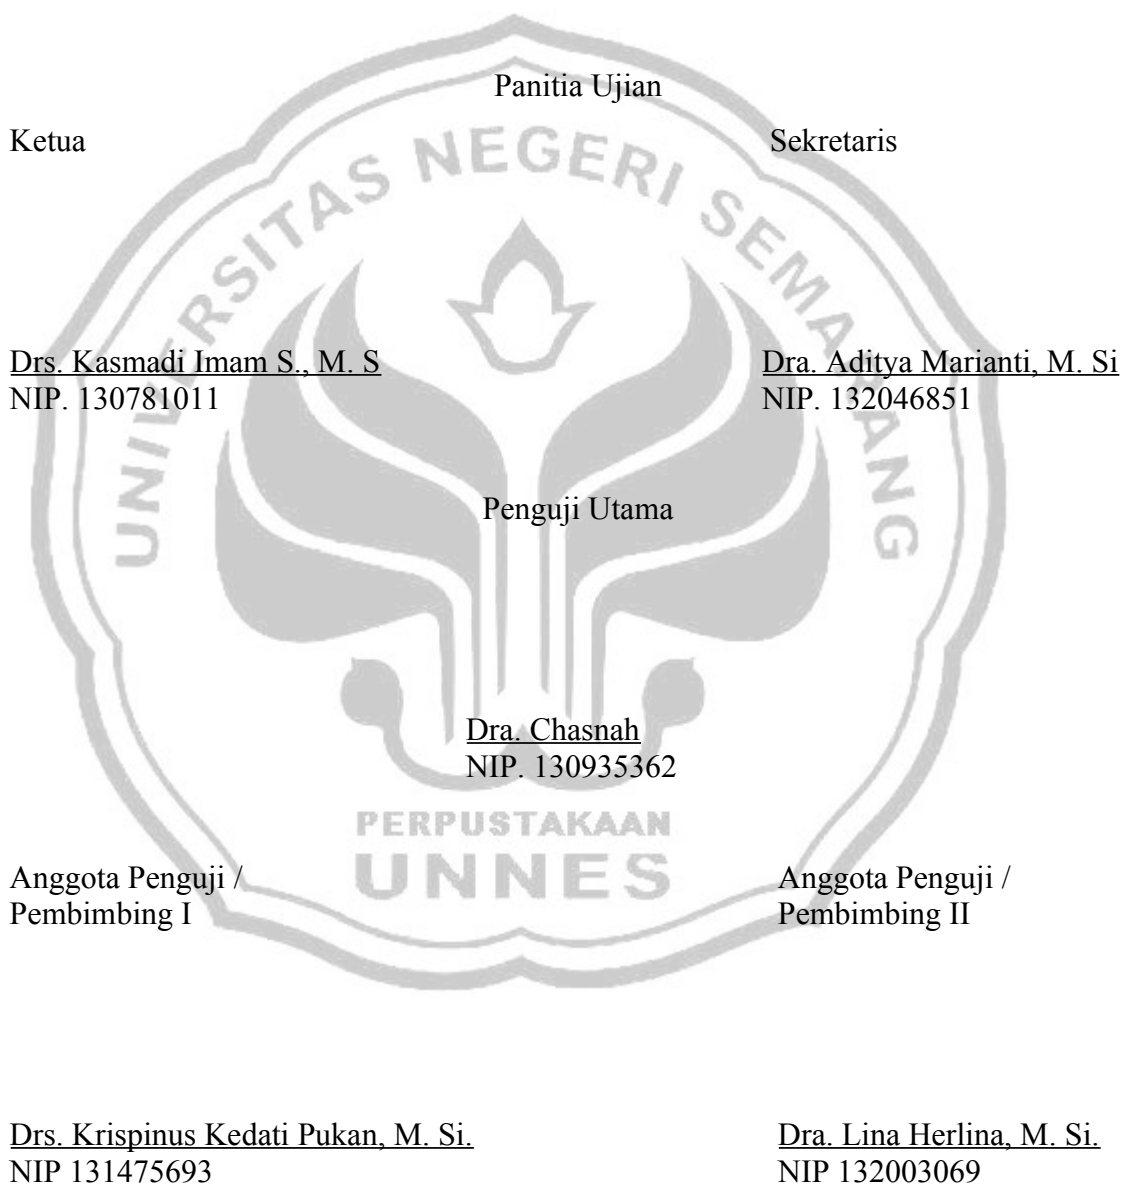 Panitia Ujian
Ketua
Sekretaris
UNIVERSITAS NEGERI SEMARANG
Drs. Kasmadi Imam S., M. S
NIP. 130781011
Dra. Aditya Marianti, M. Si
NIP. 132046851
Penguji Utama
Dra. Chasnah
NIP. 130935362
PERPUSTAKAAN
UNNES
Anggota Penguji /
Pembimbing I
Anggota Penguji /
Pembimbing II
Drs. Krispinus Kedati Pukan, M. Si.
NIP 131475693
Dra. Lina Herlina, M. Si.
NIP 132003069